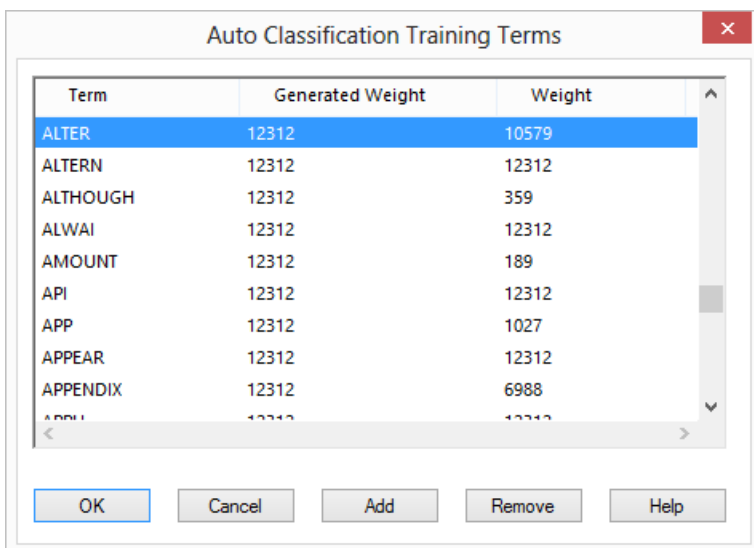 Auto Classification Training Terms
Term Generated Weight Weight
ALTER 12312 10579
ALTERN 12312 12312
ALTHOUGH 12312 359
ALWAI 12312 12312
AMOUNT 12312 189
API 12312 12312
APP 12312 1027
APPEAR 12312 12312
APPENDIX 12312 6988
12312 12312
OK Cancel Add Remove Help